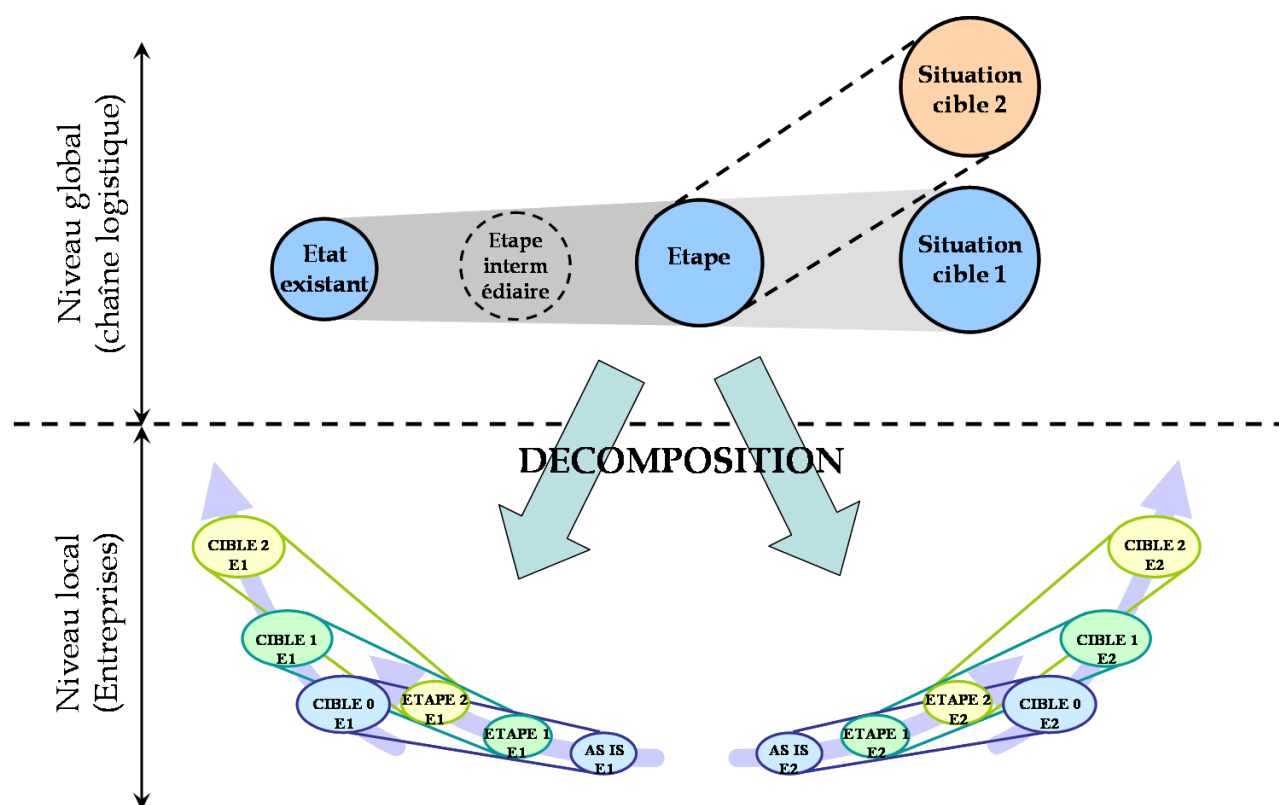 Niveau global
(chaîne logistique)
Situation
cible 2
Etat
existant
Etape
interm
édiaire
Etape
Situation
cible 1
DECOMPOSITION
Niveau local
(Entreprises)
CIBLE 2
E1
CIBLE 1
E1
CIBLE 0
E1
ETAPE 2
E1
ETAPE 1
E1
AS IS
E1
CIBLE 2
E2
CIBLE 1
E2
CIBLE 0
E2
ETAPE 2
E2
ETAPE 1
E2
AS IS
E2